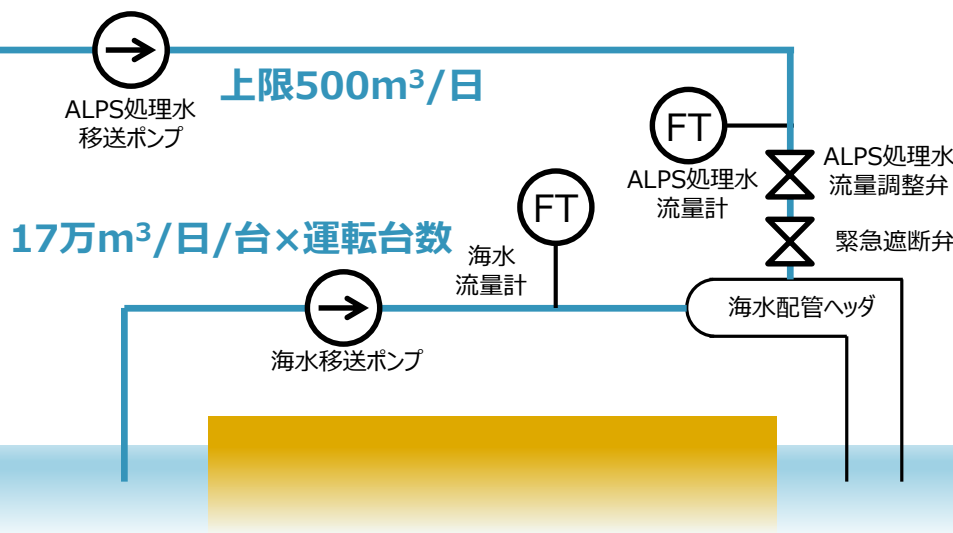 上限500m³/日
ALPS処理水
移送ポンプ
FT
ALPS処理水
流量計
ALPS処理水
流量調整弁
緊急遮断弁
17万m³/日/台×運転台数
FT
海水
流量計
海水配管ヘッダ
海水移送ポンプ